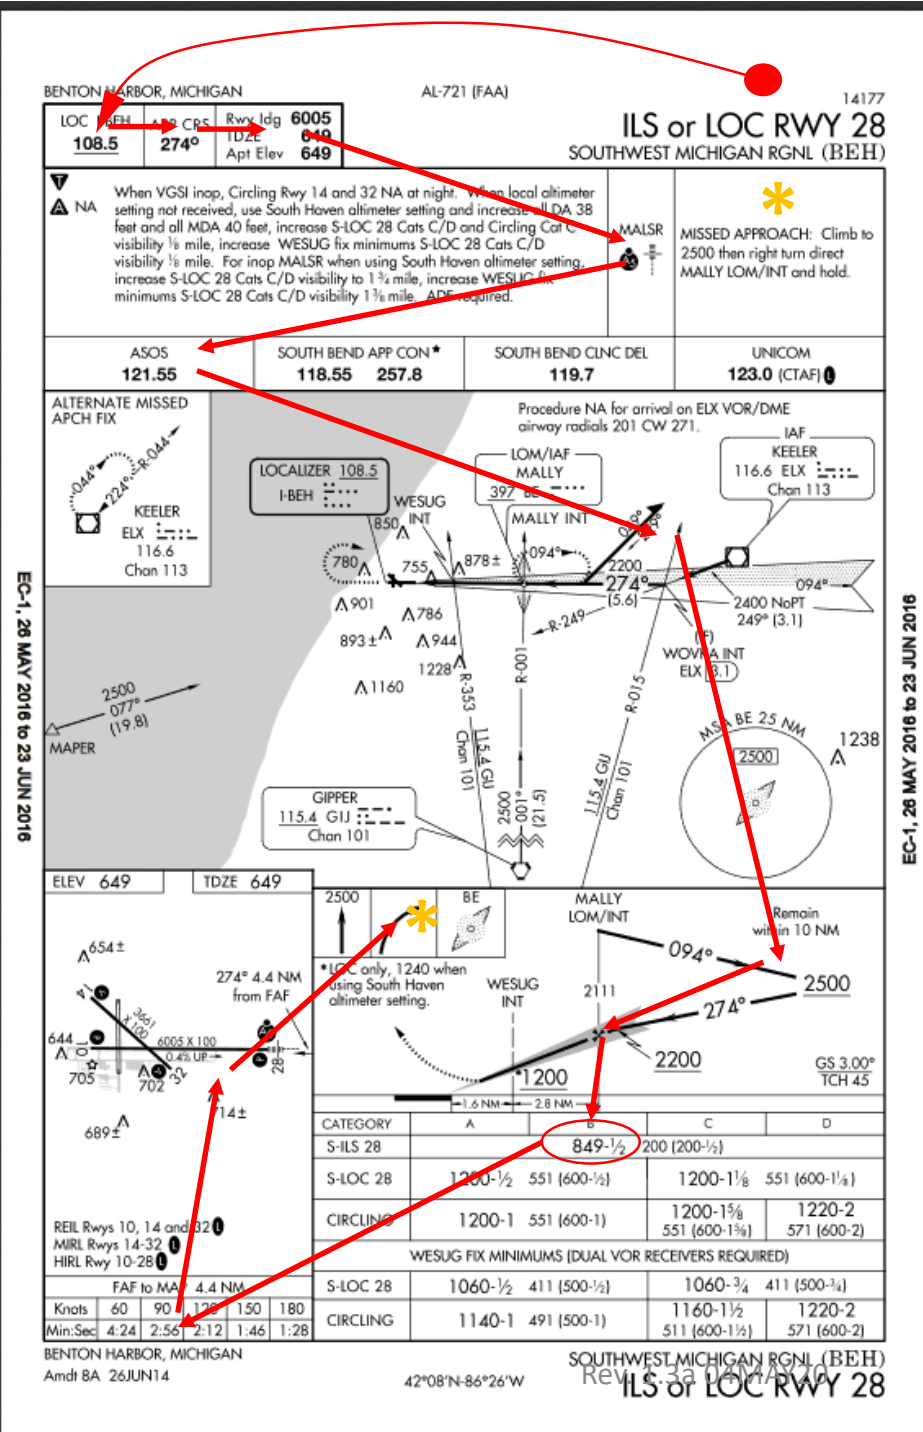 BENTON HARBOR, MICHIGAN
AL-721 (FAA)
14177
LOC I-BEH
108.5
APP CRS
274°
Rwy ldg 6005
TDZE 649
Apt Elev 649
ILS or LOC RWY 28
SOUTHWEST MICHIGAN RGNL (BEH)
T
A NA
When VGSI inop, Circling Rwy 14 and 32 NA at night. When local altimeter
setting not received, use South Haven altimeter setting and increase all DA 38
feet and all MDA 40 feet, increase S-LOC 28 Cats C/D and Circling Cat C
visibility ⅛ mile, increase WESUG fix minimums S-LOC 28 Cats C/D
visibility ⅛ mile. For inop MALSR when using South Haven altimeter setting,
increase S-LOC 28 Cats C/D visibility to 1¾ mile, increase WESUG fix
minimums S-LOC 28 Cats C/D visibility 1⅜ mile. ADF required.
MALSR
MISSED APPROACH: Climb to
2500 then right turn direct
MALLY LOM/INT and hold.
ASOS
121.55
SOUTH BEND APP CON★
118.55 257.8
SOUTH BEND CLNC DEL
119.7
UNICOM
123.0 (CTAF) L
ALTERNATE MISSED
APCH FIX
044°
224°
R-044
KEELER
ELX
116.6
Chan 113
Procedure NA for arrival on ELX VOR/DME
airway radials 201 CW 271.
LOCALIZER 108.5
I-BEH
LOM/IAF
MALLY
397 BE
IAF
KEELER
116.6 ELX
Chan 113
WESUG
INT
MALLY INT
850
780
755
878±
094°
2200
274°
(5.6)
094°
2400 NoPT
249° (3.1)
901
786
893±
944
1228
1160
R-249
(IF)
WOVKA INT
ELX 3.1
R-001
R-353
R-015
2500
077°
(19.8)
MAPER
115.4 GIJ
Chan 101
2500
001°
(21.5)
115.4 GIJ
Chan 101
MSA BE 25 NM
2500
1238
GIPPER
115.4 GIJ
Chan 101
EC-1, 26 MAY 2016 to 23 JUN 2016
EC-1, 26 MAY 2016 to 23 JUN 2016
ELEV 649
TDZE 649
654±
274° 4.4 NM
from FAF
14
3661
X 100
6005 X 100
0.4% UP
644
10
28
705
702
32
714±
689±
REIL Rwys 10, 14 and 32 L
MIRL Rwys 14-32 L
HIRL Rwy 10-28 L
FAF to MAP 4.4 NM
Knots 60 90 120 150 180
Min:Sec 4:24 2:56 2:12 1:46 1:28
2500
BE
*LOC only, 1240 when
using South Haven
altimeter setting.
WESUG
INT
MALLY
LOM/INT
Remain
within 10 NM
094°
2500
2111
274°
2200
*1200
GS 3.00°
TCH 45
1.6 NM
2.8 NM
CATEGORY A B C D
S-ILS 28 849-½ 200 (200-½)
S-LOC 28 1200-½ 551 (600-½) 1200-1⅛ 551 (600-1⅛)
CIRCLING 1200-1 551 (600-1) 1200-1⅝ 551 (600-1⅝) 1220-2 571 (600-2)
WESUG FIX MINIMUMS (DUAL VOR RECEIVERS REQUIRED)
S-LOC 28 1060-½ 411 (500-½) 1060-¾ 411 (500-¾)
CIRCLING 1140-1 491 (500-1) 1160-1½ 511 (600-1½) 1220-2 571 (600-2)
BENTON HARBOR, MICHIGAN
Amdt 8A 26JUN14
42°08'N-86°26'W
SOUTHWEST MICHIGAN RGNL (BEH)
Rev. 1.3a 04MAY20
ILS or LOC RWY 28